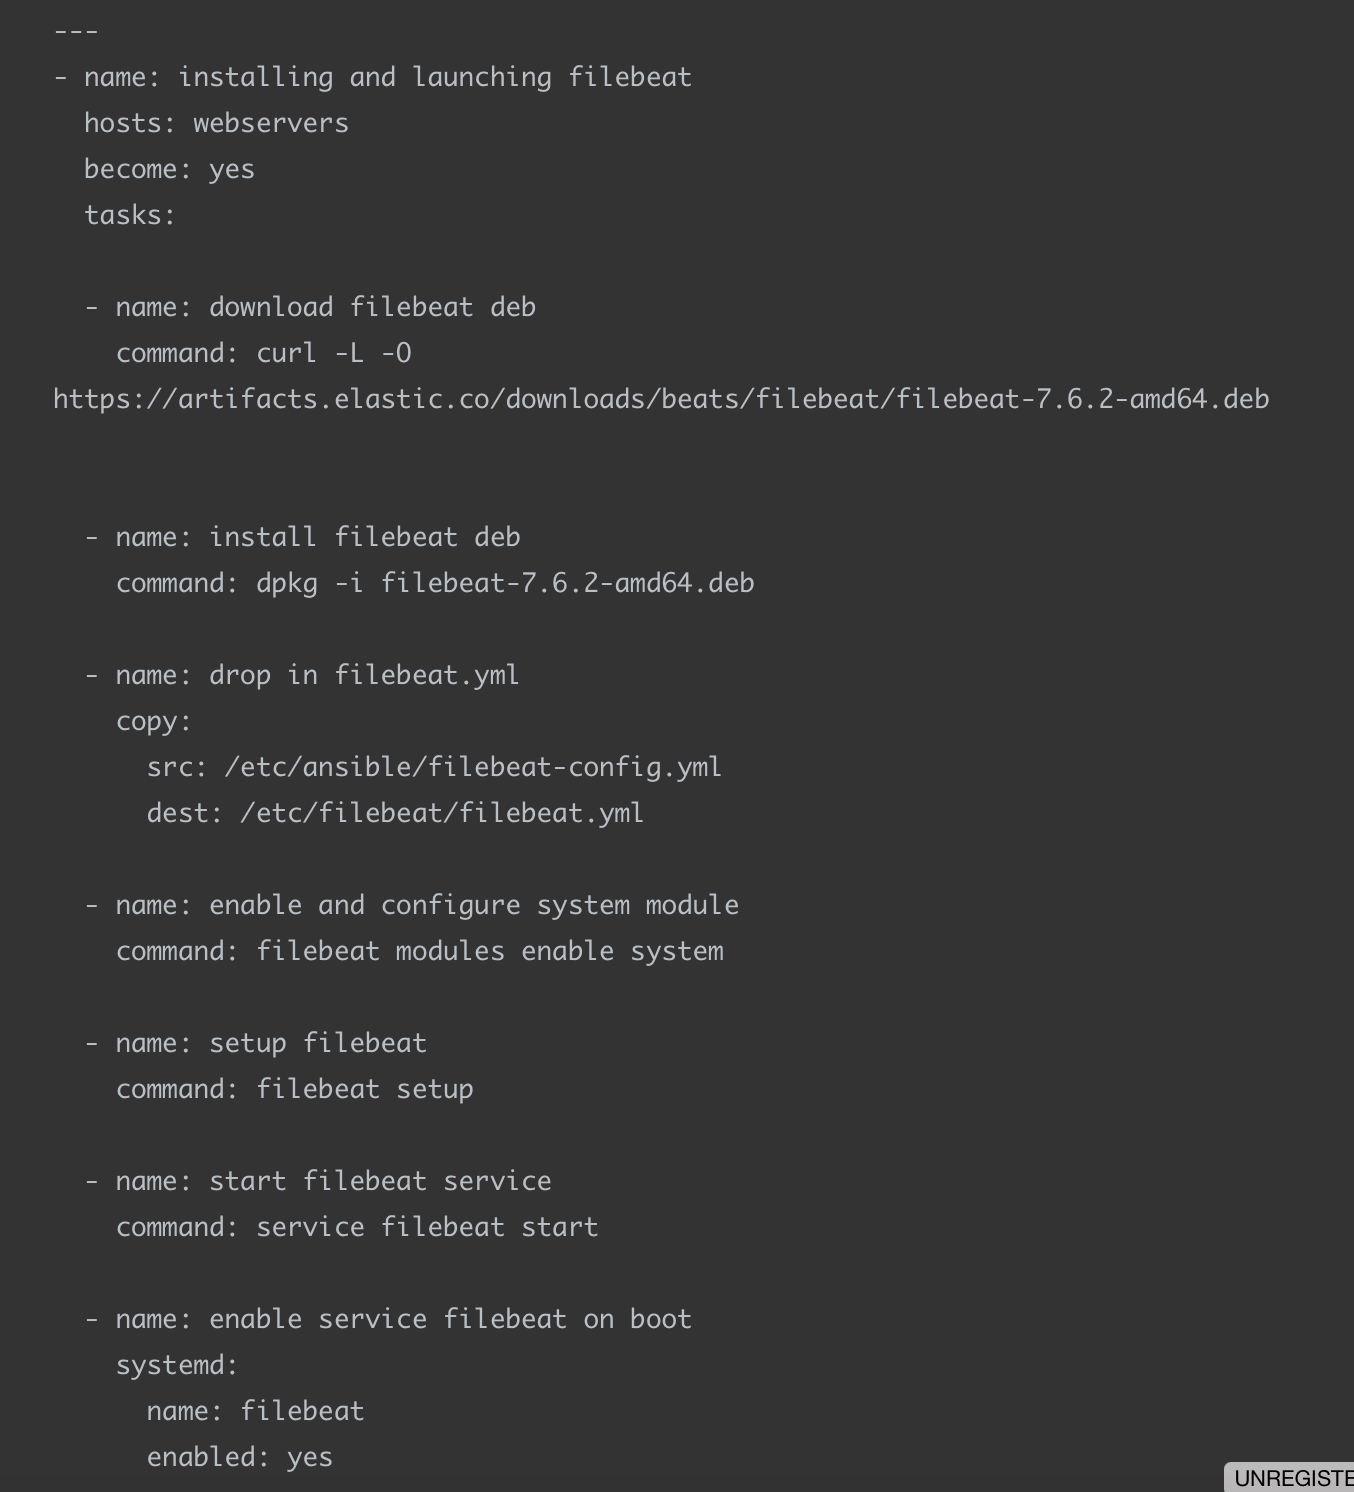 ---
- name: installing and launching filebeat
  hosts: webservers
  become: yes
  tasks:

  - name: download filebeat deb
    command: curl -L -O
https://artifacts.elastic.co/downloads/beats/filebeat/filebeat-7.6.2-amd64.deb


  - name: install filebeat deb
    command: dpkg -i filebeat-7.6.2-amd64.deb

  - name: drop in filebeat.yml
    copy:
      src: /etc/ansible/filebeat-config.yml
      dest: /etc/filebeat/filebeat.yml

  - name: enable and configure system module
    command: filebeat modules enable system

  - name: setup filebeat
    command: filebeat setup

  - name: start filebeat service
    command: service filebeat start

  - name: enable service filebeat on boot
    systemd:
      name: filebeat
      enabled: yes
UNREGISTE